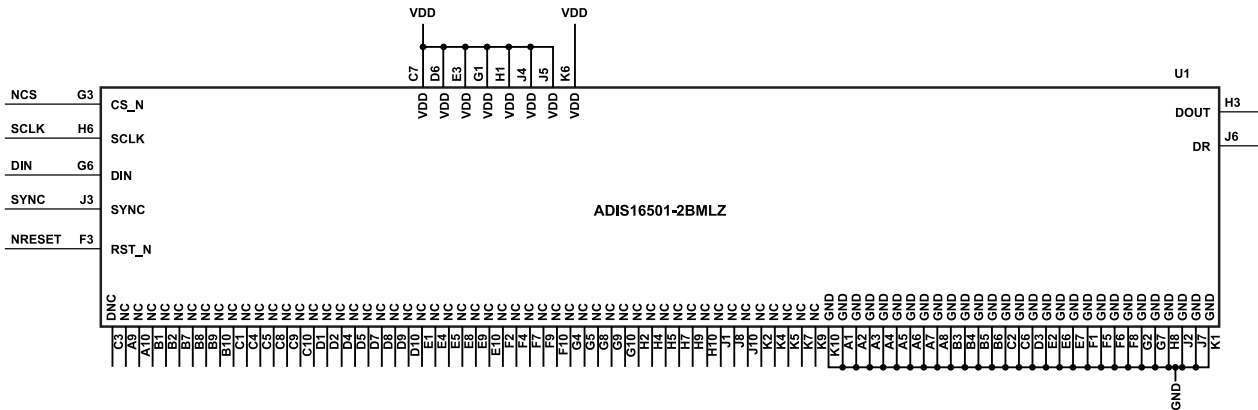 VDD VDD
C7 D6 E3 G1 H1 J4 J5 K6
VDD VDD VDD VDD VDD VDD VDD VDD
U1
NCS G3 CS_N
SCLK H6 SCLK
DIN G6 DIN
SYNC J3 SYNC
NRESET F3 RST_N
DOUT H3
DR J6
ADIS16501-2BMLZ
DNC NC NC NC NC NC NC NC NC NC NC NC NC NC NC NC NC NC NC NC NC NC NC NC NC NC NC NC NC NC NC NC NC NC NC NC NC NC NC NC NC NC NC NC NC NC NC NC NC NC NC NC NC GND GND GND GND GND GND GND GND GND GND GND GND GND GND GND GND GND GND GND GND GND GND GND GND GND GND GND GND GND
C3 A9 A10 B1 B2 B7 B8 B9 B10 C1 C4 C5 C8 C9 C10 D1 D2 D4 D5 D7 D8 D9 D10 E1 E4 E5 E8 E9 E10 F2 F4 F7 F9 F10 G4 G5 G8 G9 G10 H2 H4 H5 H7 H9 H10 J1 J8 J10 K2 K4 K5 K7 K9 K10 A1 A2 A3 A4 A5 A6 A7 A8 B3 B4 B5 B6 C2 C6 D3 E2 E6 E7 F1 F5 F6 F8 G2 G7 H8 J2 J7 K1
GND